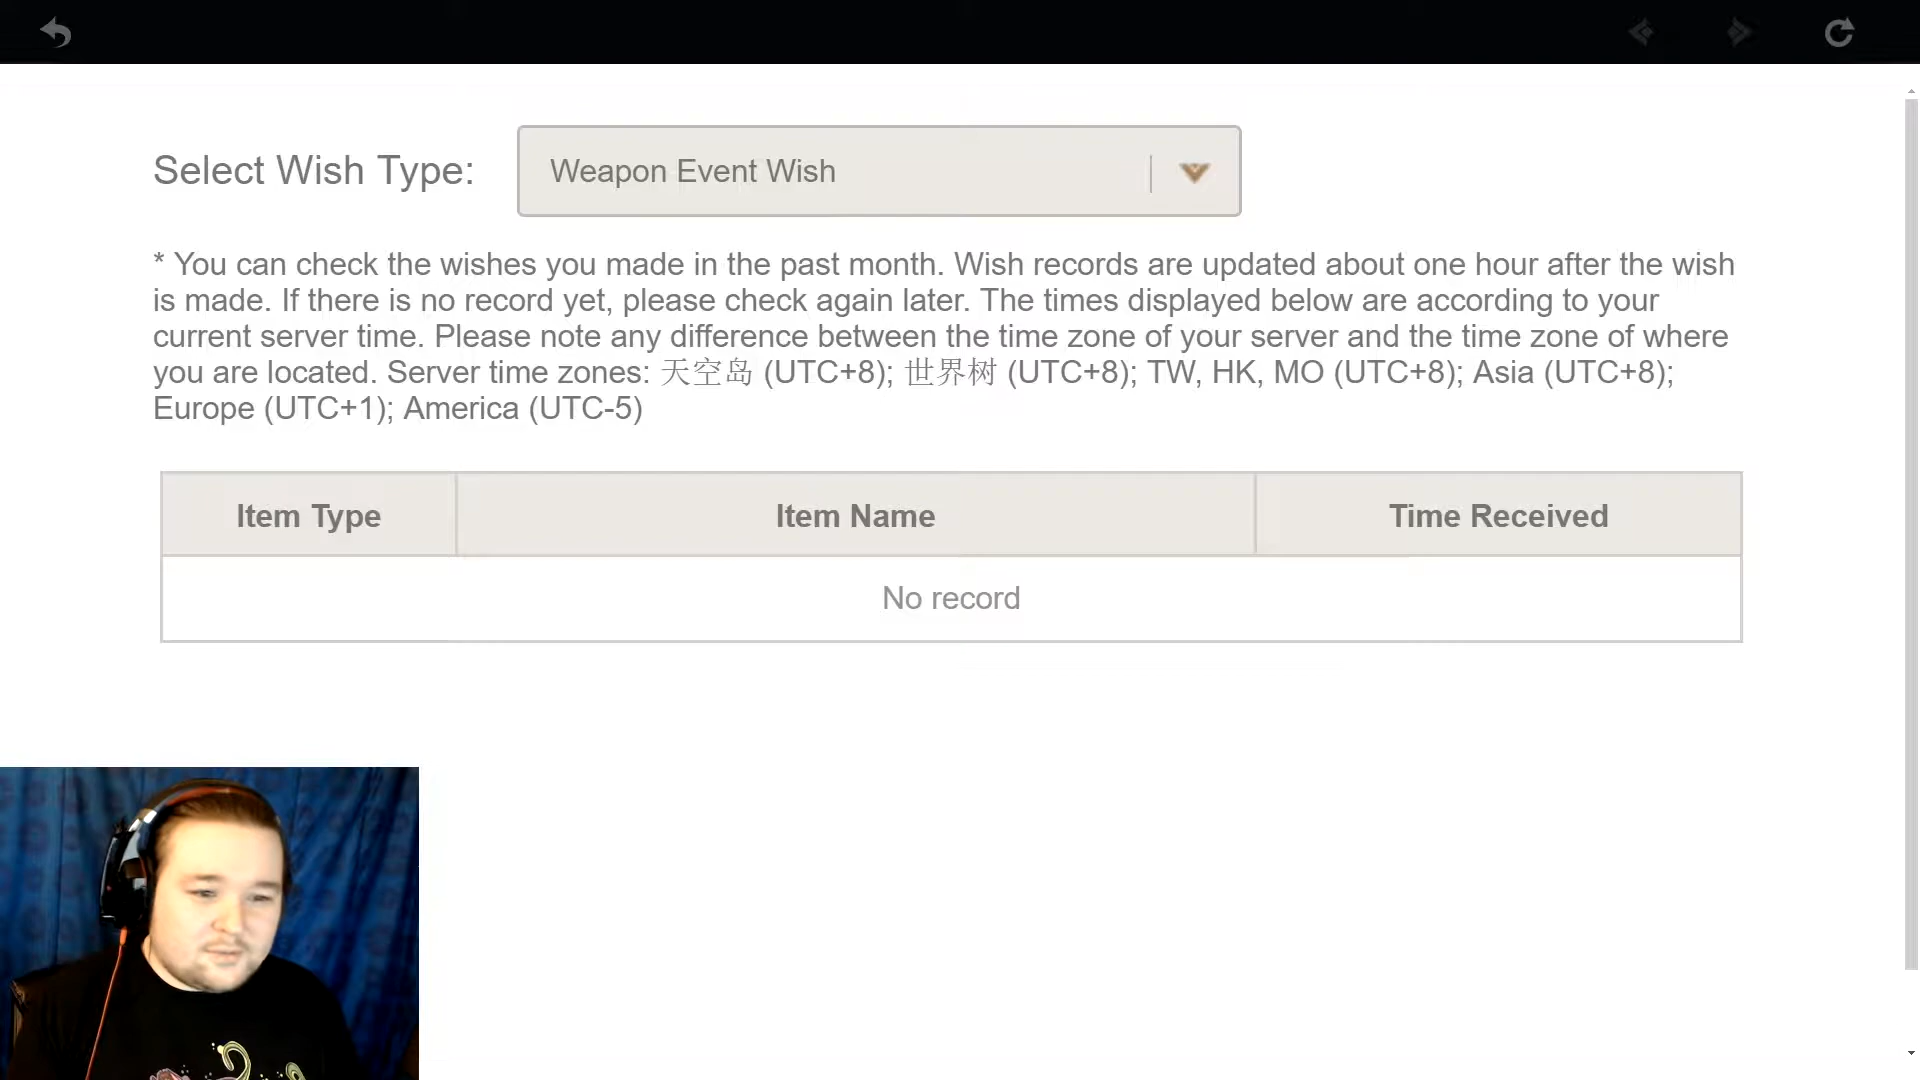 Select Wish Type:
Weapon Event Wish
* You can check the wishes you made in the past month. Wish records are updated about one hour after the wish
is made. If there is no record yet, please check again later. The times displayed below are according to your
current server time. Please note any difference between the time zone of your server and the time zone of where
you are located. Server time zones: 天空岛 (UTC+8); 世界树 (UTC+8); TW, HK, MO (UTC+8); Asia (UTC+8);
Europe (UTC+1); America (UTC-5)
Item Type
Item Name
Time Received
No record